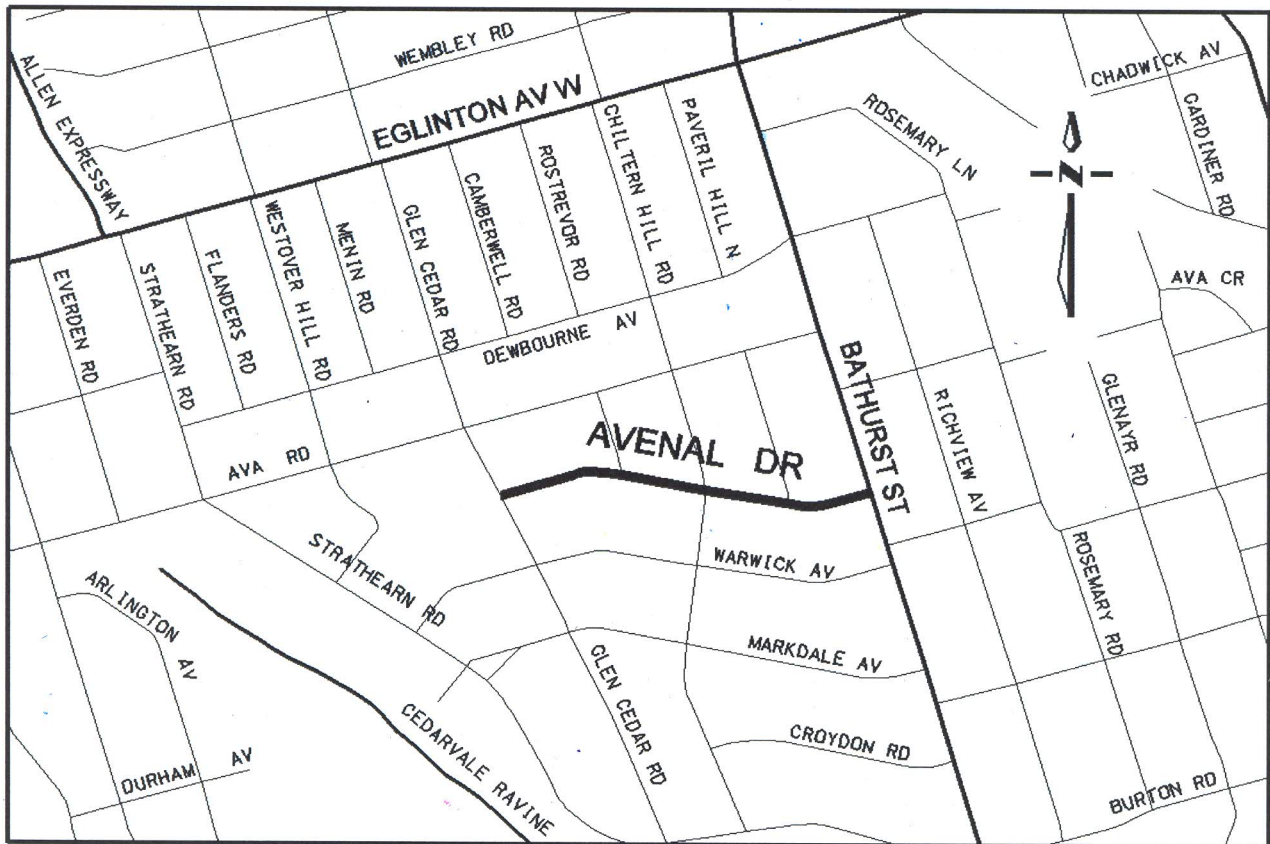 WEMBLEY RD
ALLEN EXPRESSWAY
EGLINTON AV W
CHADWICK AV
GARDINER RD
ROSEMARY LN
N
PAVERIL HILL N
CHILTERN HILL RD
ROSTREVOR RD
CAMBERWELL RD
GLEN CEDAR RD
MENIN RD
WESTOVER HILL RD
FLANDERS RD
STRATHEARN RD
EVERDEN RD
AVA CR
DEWBOURNE AV
BATHURST ST
GLENAYR RD
RICHVIEW AV
AVENAL DR
AVA RD
STRATHEARN RD
WARWICK AV
ROSEMARY RD
ARLINGTON AV
MARKDALE AV
GLEN CEDAR RD
CEDARVALE RAVINE
CROYDON RD
DURHAM AV
BURTON RD